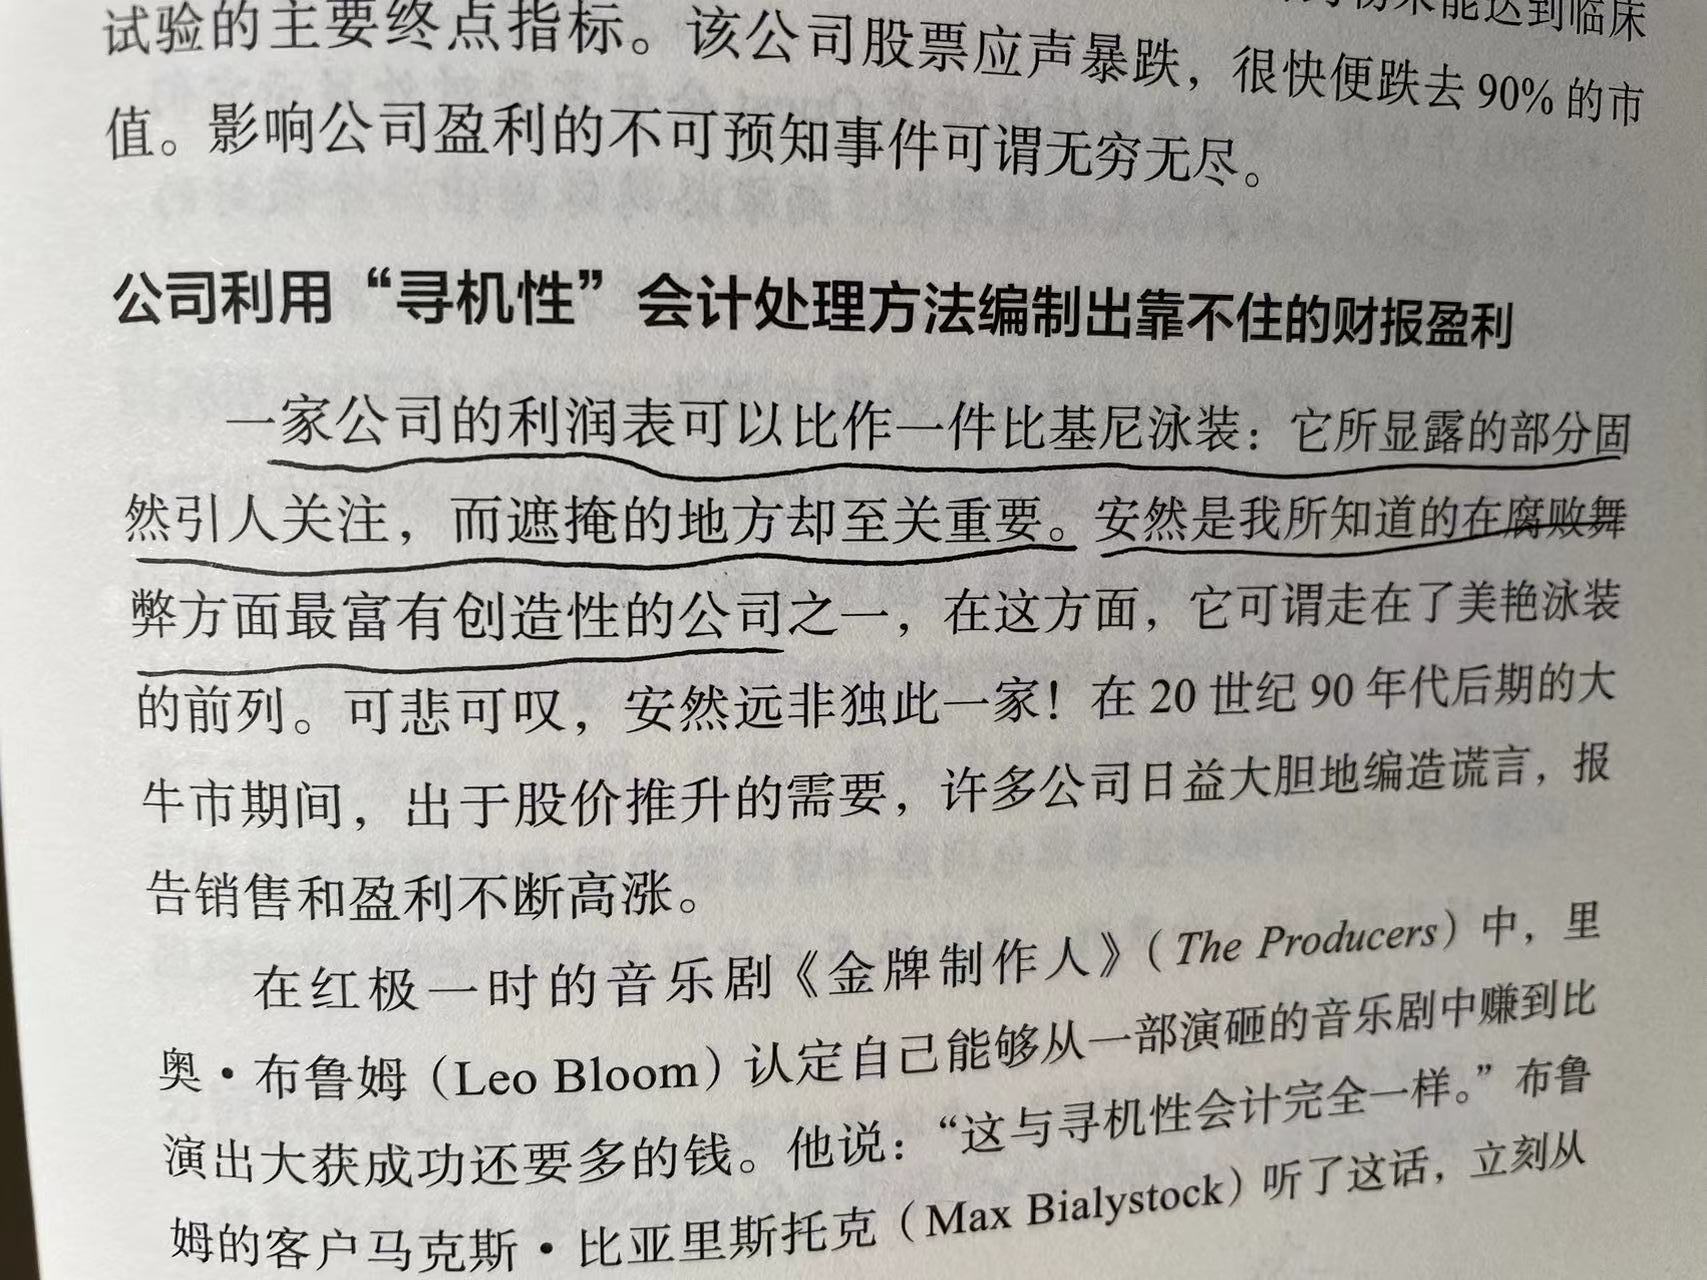 末能达到临床
试验的主要终点指标。该公司股票应声暴跌，很快便跌去 90% 的市
值。影响公司盈利的不可预知事件可谓无穷无尽。
公司利用“寻机性”会计处理方法编制出靠不住的财报盈利
一家公司的利润表可以比作一件比基尼泳装：它所显露的部分固
然引人关注，而遮掩的地方却至关重要。安然是我所知道的在腐败舞
弊方面最富有创造性的公司之一，在这方面，它可谓走在了美艳泳装
的前列。可悲可叹，安然远非独此一家！在 20 世纪 90 年代后期的大
牛市期间，出于股价推升的需要，许多公司日益大胆地编造谎言，报
告销售和盈利不断高涨。
在红极一时的音乐剧《金牌制作人》（The Producers）中，里
奥·布鲁姆（Leo Bloom）认定自己能够从一部演砸的音乐剧中赚到比
演出大获成功还要多的钱。他说：“这与寻机性会计完全一样。”布鲁
姆的客户马克斯·比亚里斯托克（Max Bialystock）听了这话，立刻从